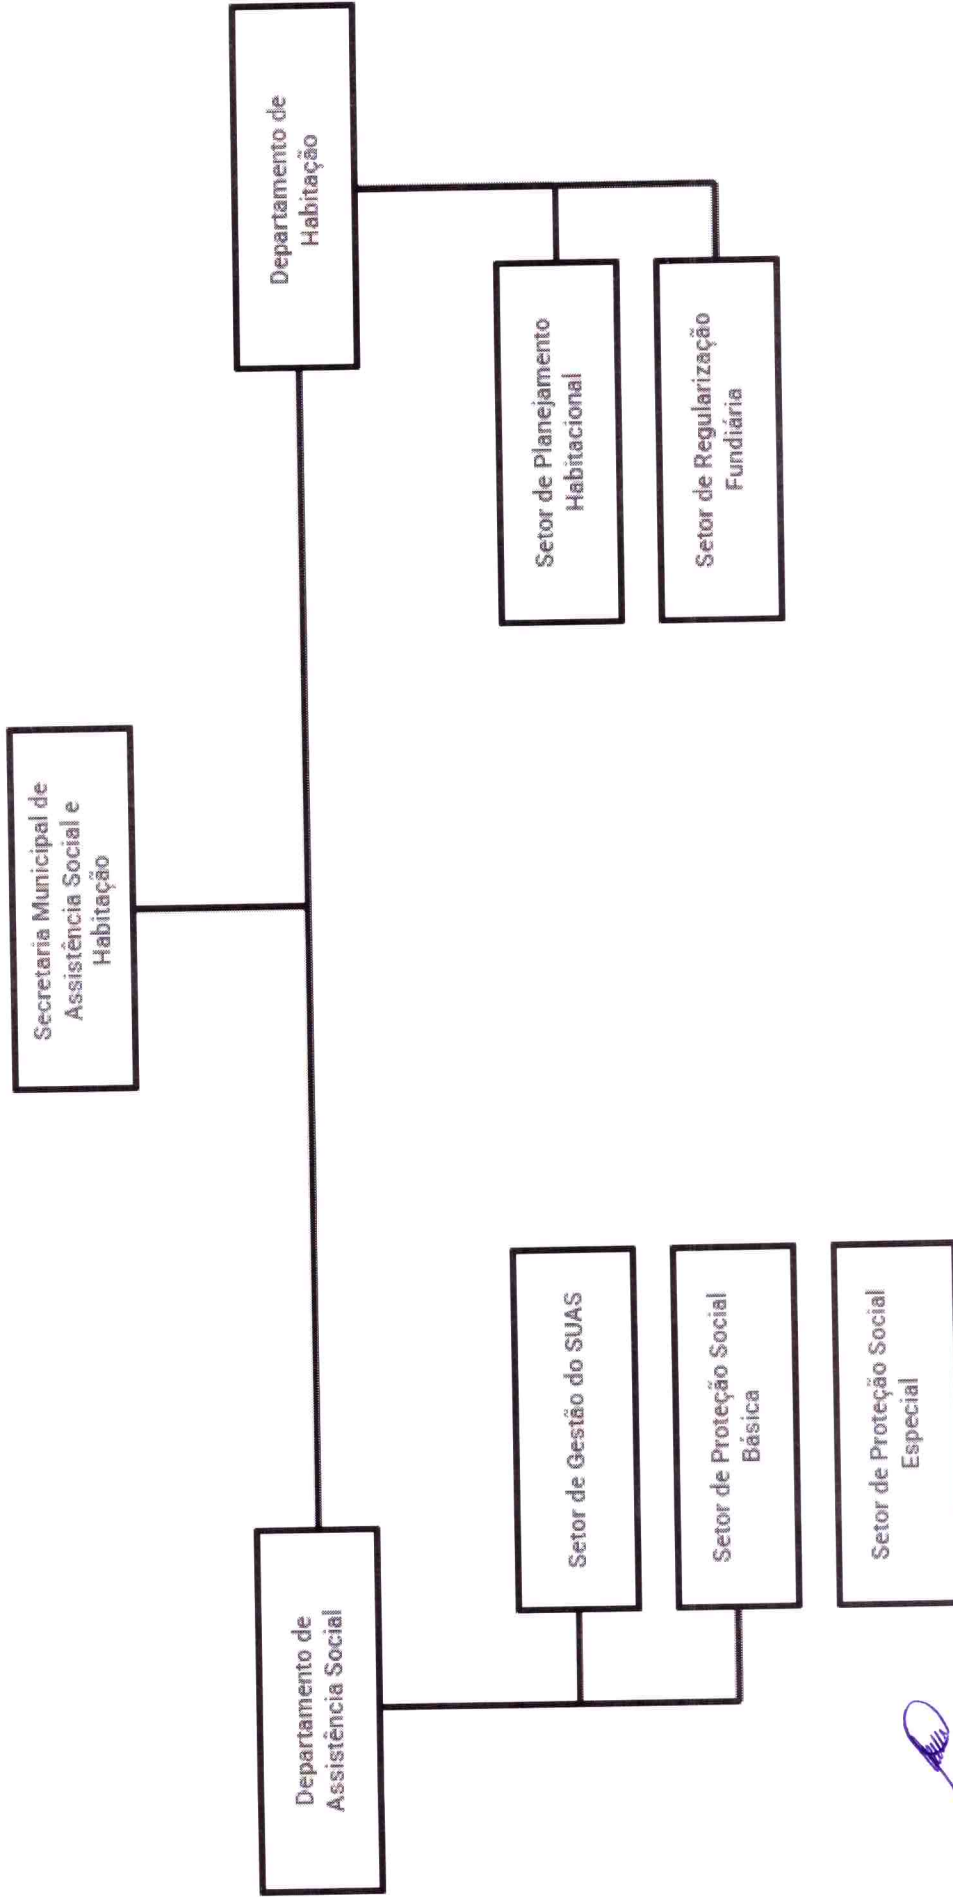 Secretaria Municipal de
Assistência Social e
Habitação
Departamento de
Assistência Social
Departamento de
Habitação
Setor de Gestão do SUAS
Setor de Proteção Social
Básica
Setor de Proteção Social
Especial
Setor de Planejamento
Habitacional
Setor de Regularização
Fundiária